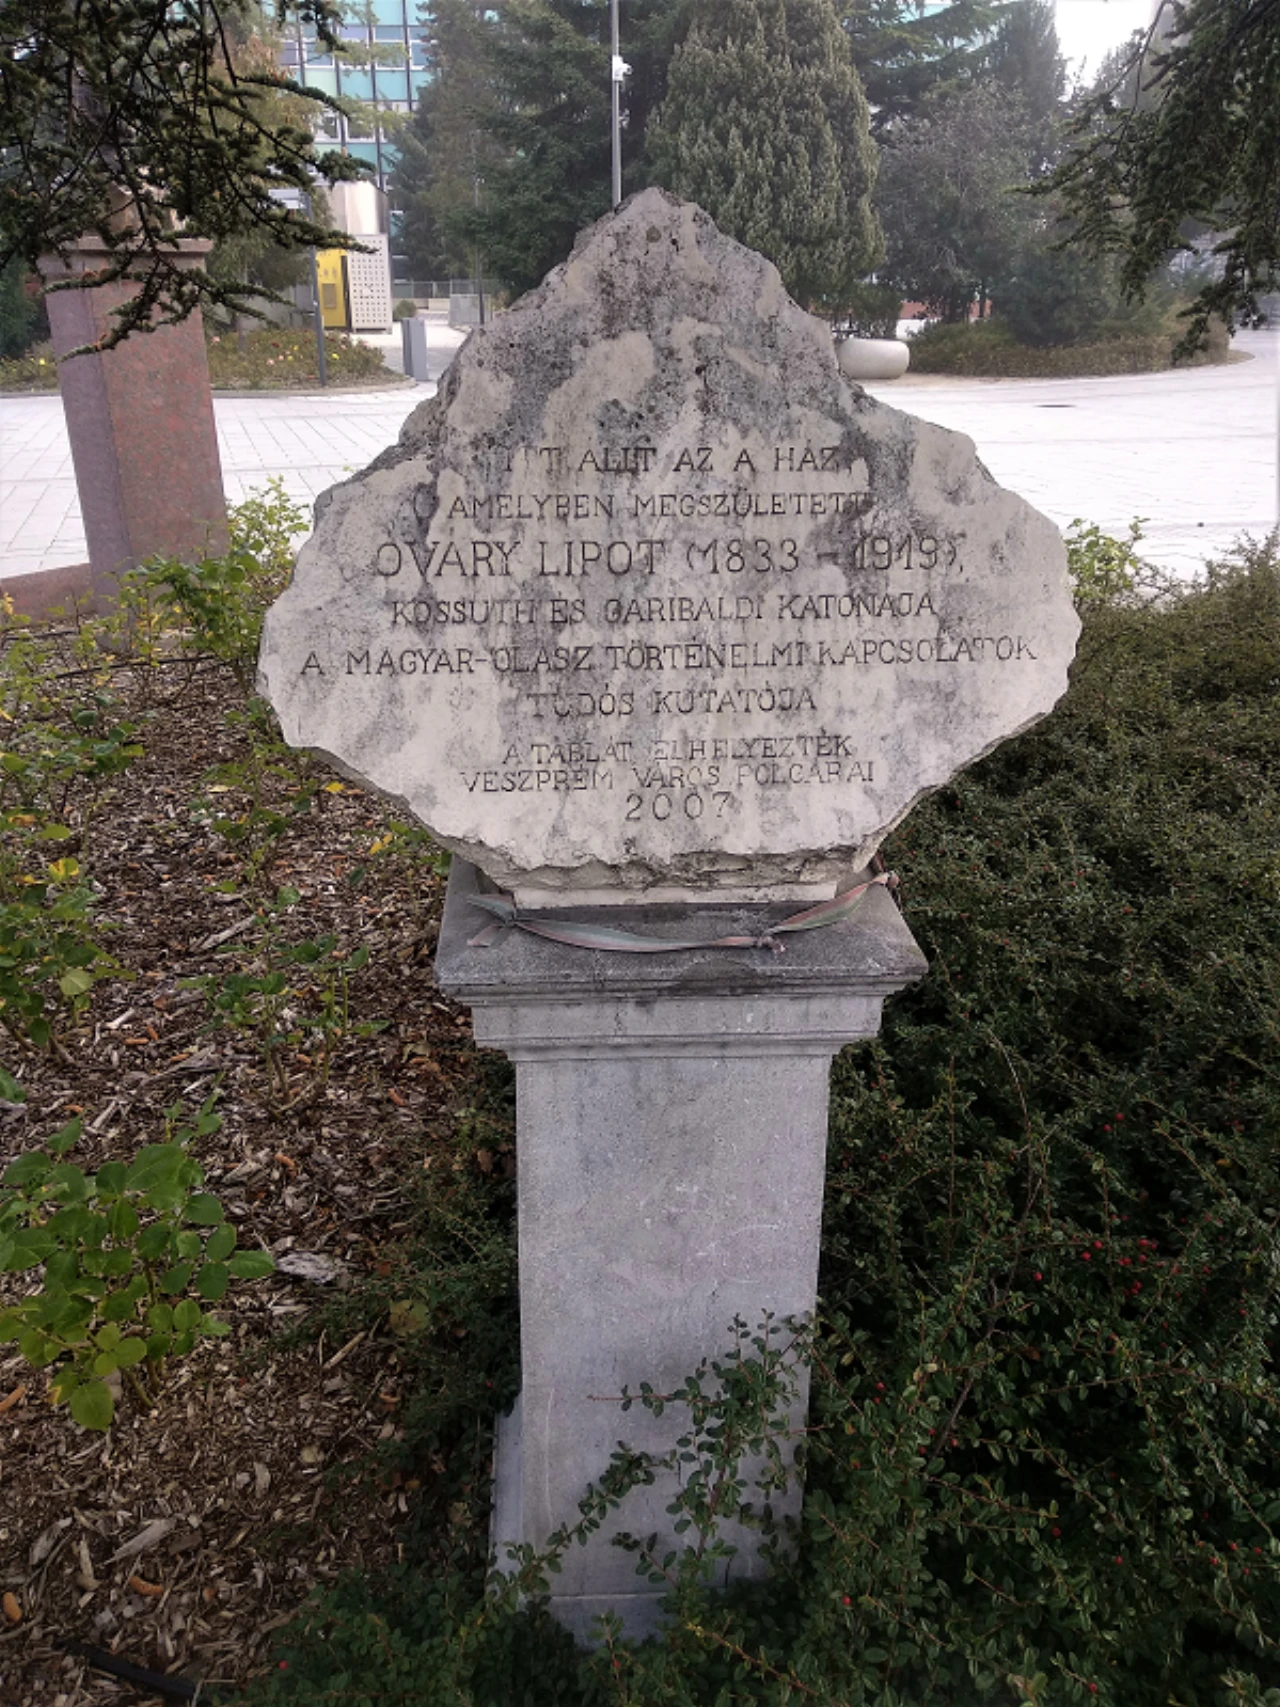 ITT ÁLLT AZ A HÁZ,
AMELYBEN MEGSZÜLETETT
ÓVÁRY LIPÓT (1833 - 1919),
KOSSUTH ÉS GARIBALDI KATONÁJA
A MAGYAR-OLASZ TÖRTÉNELMI KAPCSOLATOK
TUDÓS KUTATÓJA
A TÁBLÁT ELHELYEZTÉK
VESZPRÉM VÁROS POLGÁRAI
2007